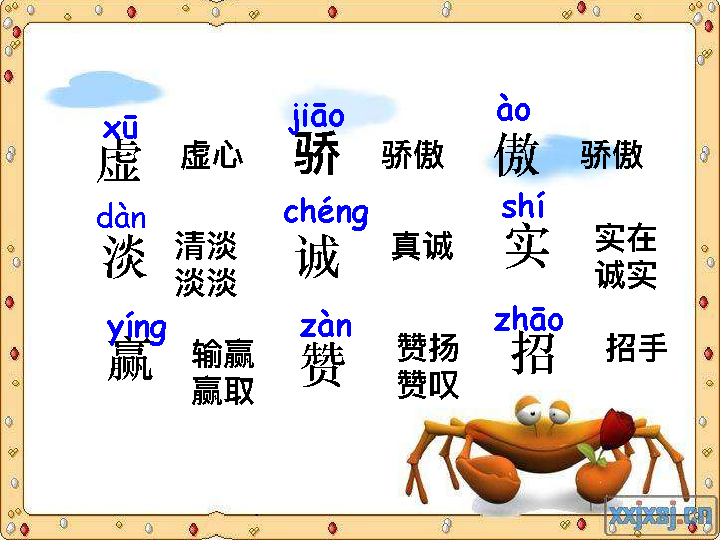 xū jiāo ào
虚 虚心 骄 骄傲 傲 骄傲
dàn chéng shí
淡 清淡 诚 真诚 实 实在
淡淡 诚实
yíng zàn zhāo
赢 输赢 赞 赞扬 招 招手
赢取 赞叹
xxjxsj.cn